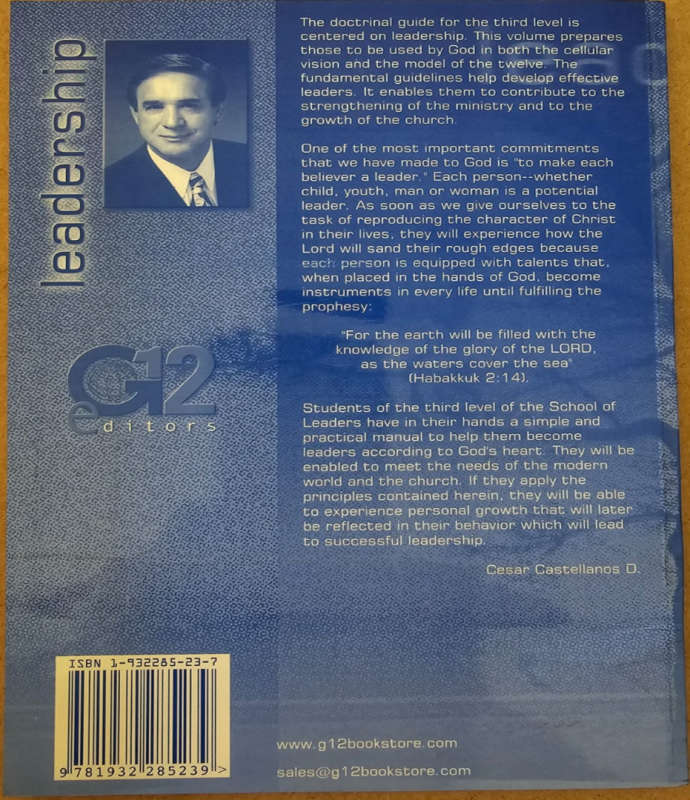 leadership
The doctrinal guide for the third level is
centered on leadership. This volume prepares
those to be used by God in both the cellular
vision and the model of the twelve. The
fundamental guidelines help develop effective
leaders. It enables them to contribute to the
strengthening of the ministry and to the
growth of the church.
One of the most important commitments
that we have made to God is "to make each
believer a leader." Each person--whether
child, youth, man or woman is a potential
leader. As soon as we give ourselves to the
task of reproducing the character of Christ
in their lives, they will experience how the
Lord will sand their rough edges because
each person is equipped with talents that,
when placed in the hands of God, become
instruments in every life until fulfilling the
prophesy:
"For the earth will be filled with the
knowledge of the glory of the LORD,
as the waters cover the sea"
(Habakkuk 2:14).
Students of the third level of the School of
Leaders have in their hands a simple and
practical manual to help them become
leaders according to God's heart. They will be
enabled to meet the needs of the modern
world and the church. If they apply the
principles contained herein, they will be able
to experience personal growth that will later
be reflected in their behavior which will lead
to successful leadership.
Cesar Castellanos D.
G12
editors
ISBN 1-932285-23-7
9 781932 285239 >
www.g12bookstore.com
sales@g12bookstore.com